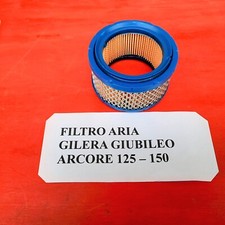 FILTRO ARIA
GILERA GIUBILEO
ARCORE 125 – 150